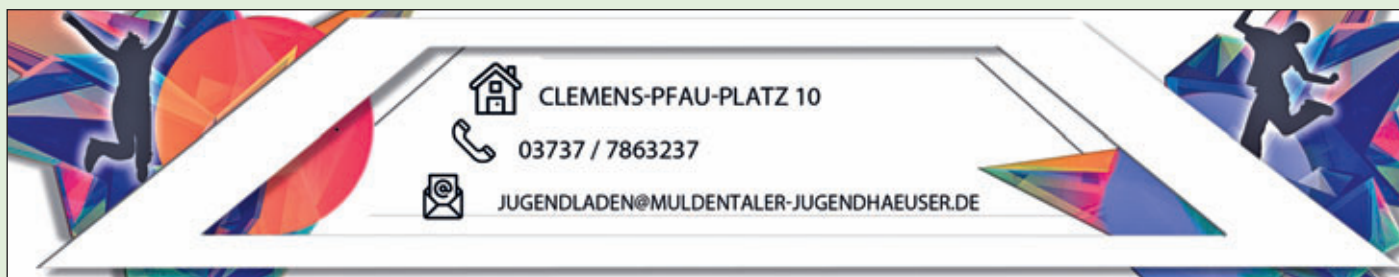 CLEMENS-PFAU-PLATZ 10
03737 / 7863237
JUGENDLADEN@MULDENTALER-JUGENDHAEUSER.DE